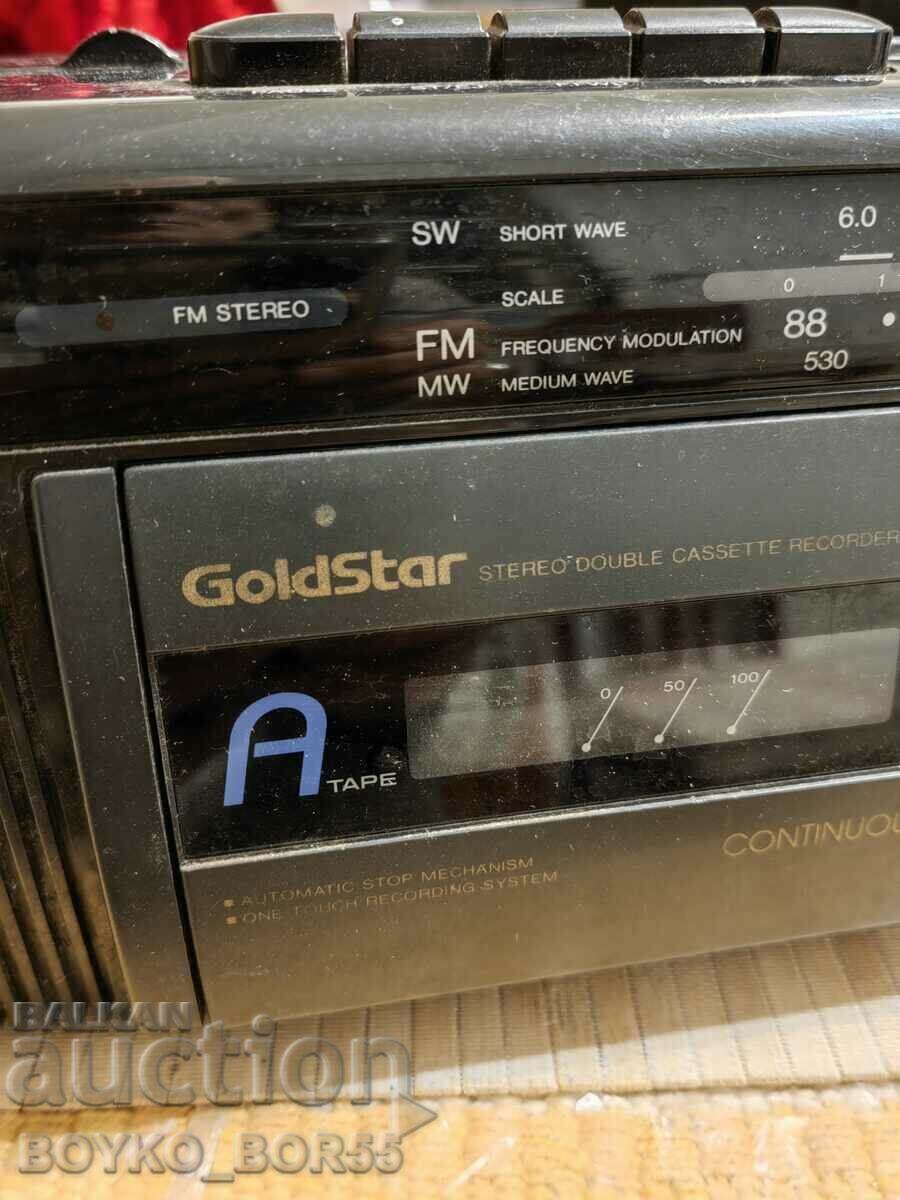 SW SHORT WAVE 6.0
SCALE 0 1
FM STEREO
FM FREQUENCY MODULATION 88
MW MEDIUM WAVE 530
GoldStar STEREO DOUBLE CASSETTE RECORDER
0 50 100
A TAPE
CONTINUOU
AUTOMATIC STOP MECHANISM
ONE TOUCH RECORDING SYSTEM
BALKAN
auction
BOYKO_BOR55